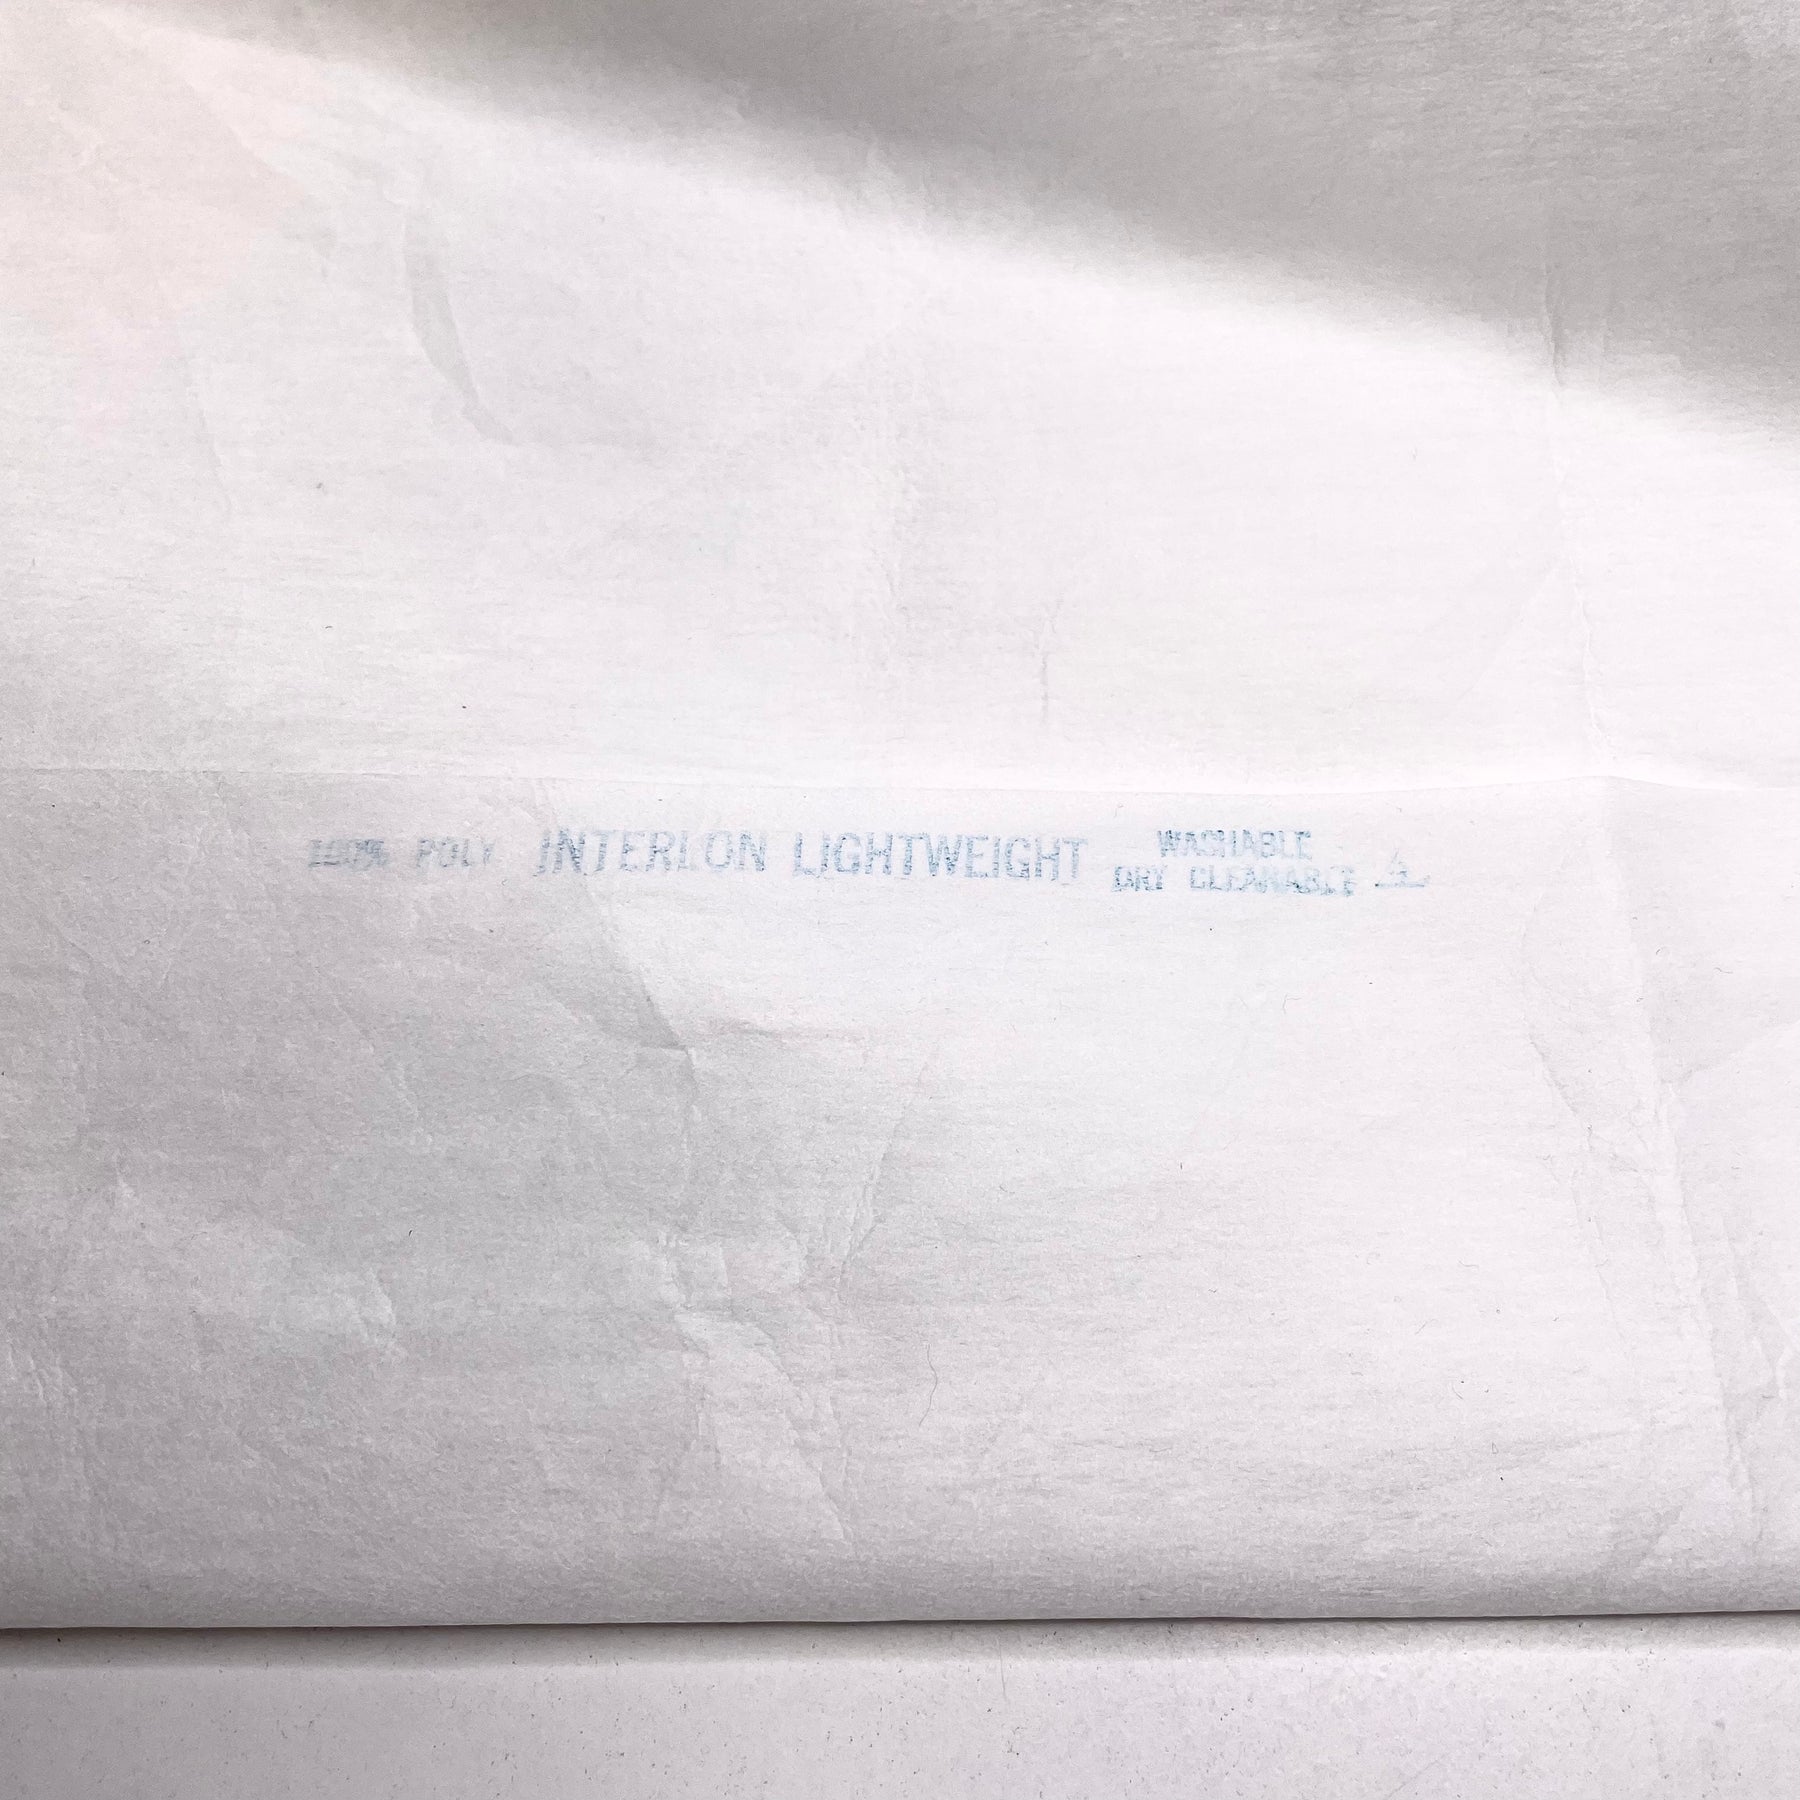 100% POLY INTERLON LIGHTWEIGHT WASHABLE
DRY CLEANABLE